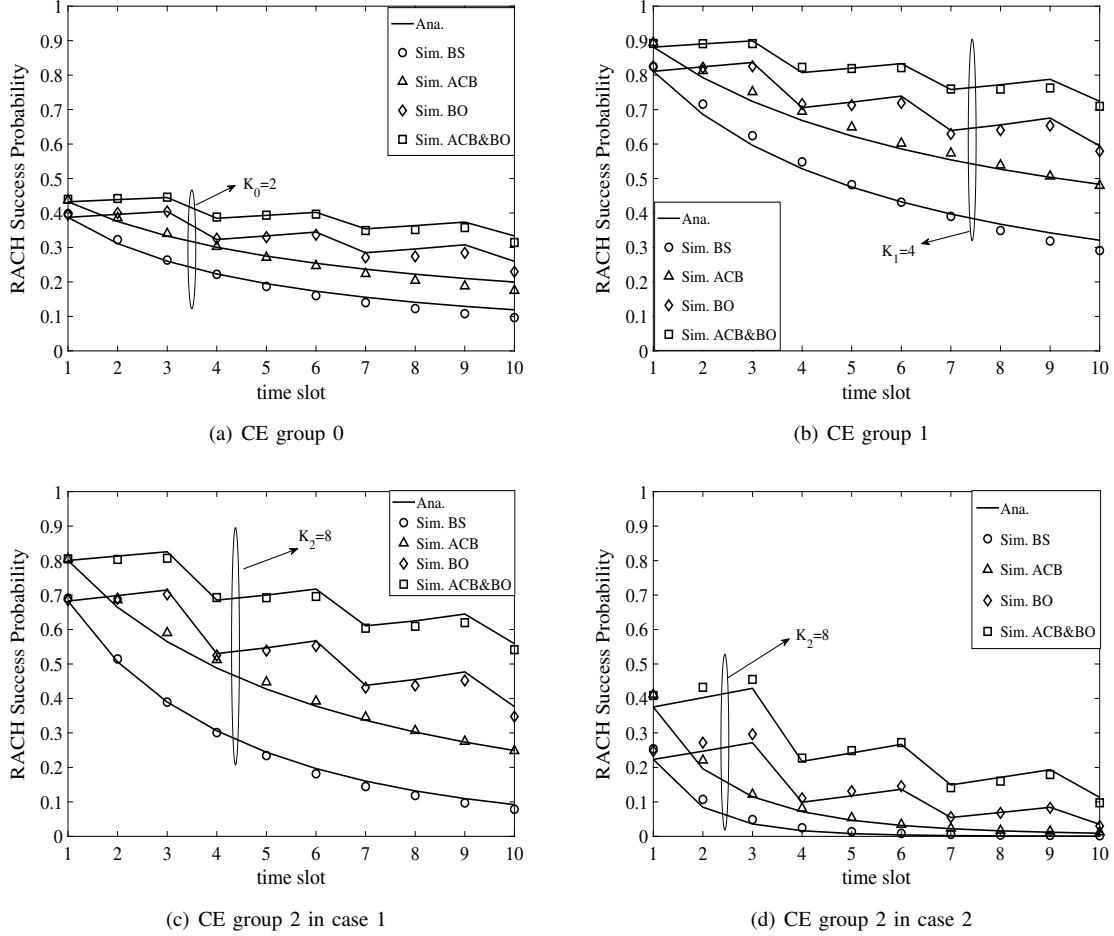 RACH Success Probability
1
0.9
0.8
0.7
0.6
0.5
0.4
0.3
0.2
0.1
0
Ana.
Sim. BS
Sim. ACB
Sim. BO
Sim. ACB&BO
K0=2
1 2 3 4 5 6 7 8 9 10
time slot
(a) CE group 0
RACH Success Probability
1
0.9
0.8
0.7
0.6
0.5
0.4
0.3
0.2
0.1
0
Ana.
Sim. BS
Sim. ACB
Sim. BO
Sim. ACB&BO
K1=4
1 2 3 4 5 6 7 8 9 10
time slot
(b) CE group 1
RACH Success Probability
1
0.9
0.8
0.7
0.6
0.5
0.4
0.3
0.2
0.1
0
Ana.
Sim. BS
Sim. ACB
Sim. BO
Sim. ACB&BO
K2=8
1 2 3 4 5 6 7 8 9 10
time slot
(c) CE group 2 in case 1
RACH Success Probability
1
0.9
0.8
0.7
0.6
0.5
0.4
0.3
0.2
0.1
0
Ana.
Sim. BS
Sim. ACB
Sim. BO
Sim. ACB&BO
K2=8
1 2 3 4 5 6 7 8 9 10
time slot
(d) CE group 2 in case 2